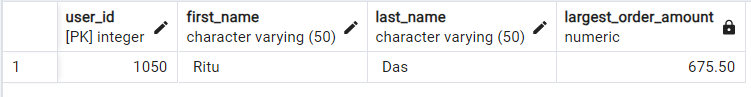 user_id first_name last_name largest_order_amount
[PK] integer character varying (50) character varying (50) numeric
1 1050 Ritu Das 675.50